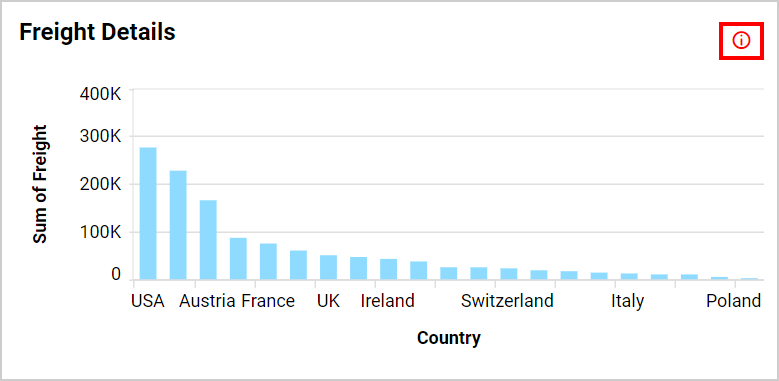 Freight Details
400K
300K
200K
100K
0
Sum of Freight
USA Austria France UK Ireland Switzerland Italy Poland
Country